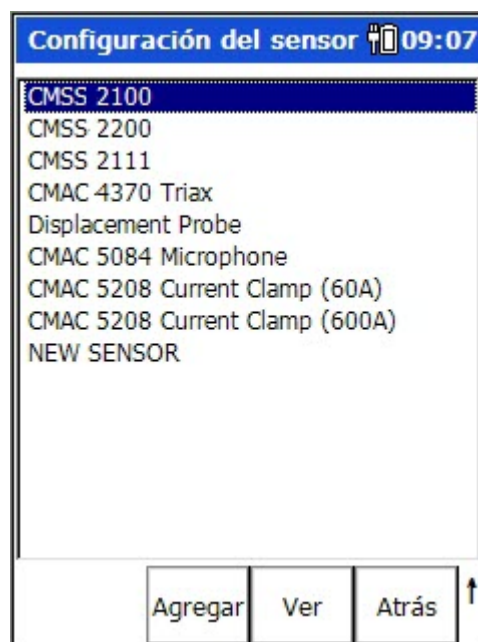 Configuración del sensor 09:07
CMSS 2100
CMSS 2200
CMSS 2111
CMAC 4370 Triax
Displacement Probe
CMAC 5084 Microphone
CMAC 5208 Current Clamp (60A)
CMAC 5208 Current Clamp (600A)
NEW SENSOR
Agregar Ver Atrás